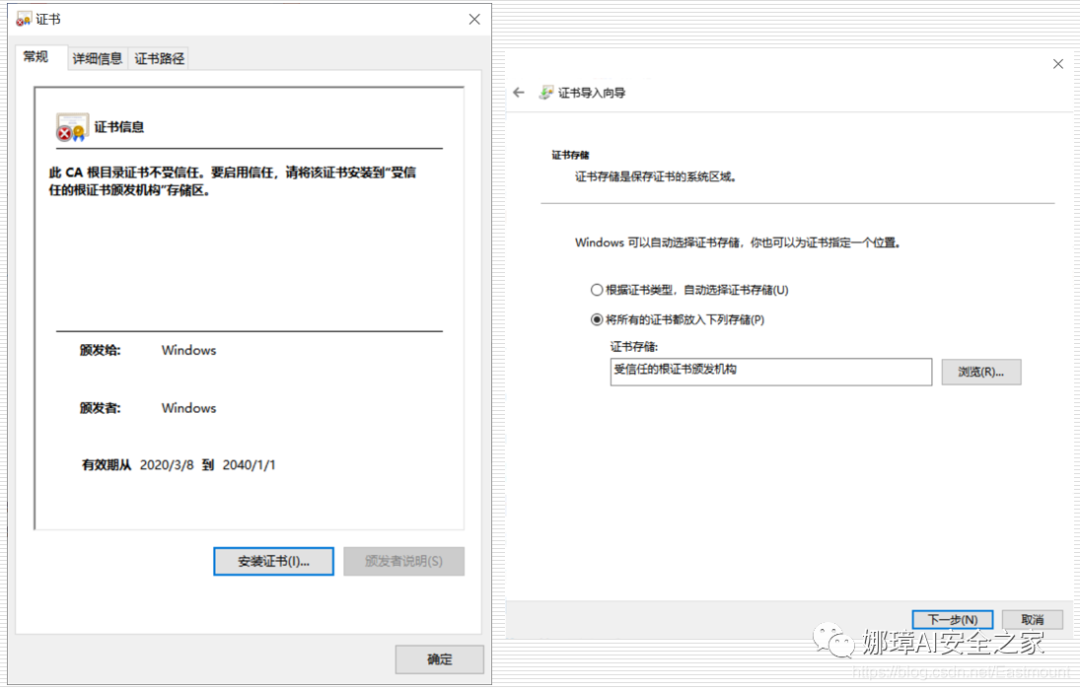 证书
常规 详细信息 证书路径
证书信息
此 CA 根目录证书不受信任。要启用信任，请将该证书安装到“受信
任的根证书颁发机构”存储区。
颁发给: Windows
颁发者: Windows
有效期从 2020/3/8 到 2040/1/1
安装证书(I)... 颁发者说明(S)
确定
证书导入向导
证书存储
证书存储是保存证书的系统区域。
Windows 可以自动选择证书存储，你也可以为证书指定一个位置。
根据证书类型，自动选择证书存储(U)
将所有的证书都放入下列存储(P)
证书存储:
受信任的根证书颁发机构 浏览(R)...
下一步(N) 取消
娜璋AI安全之家
https://blog.csdn.net/Eastmount